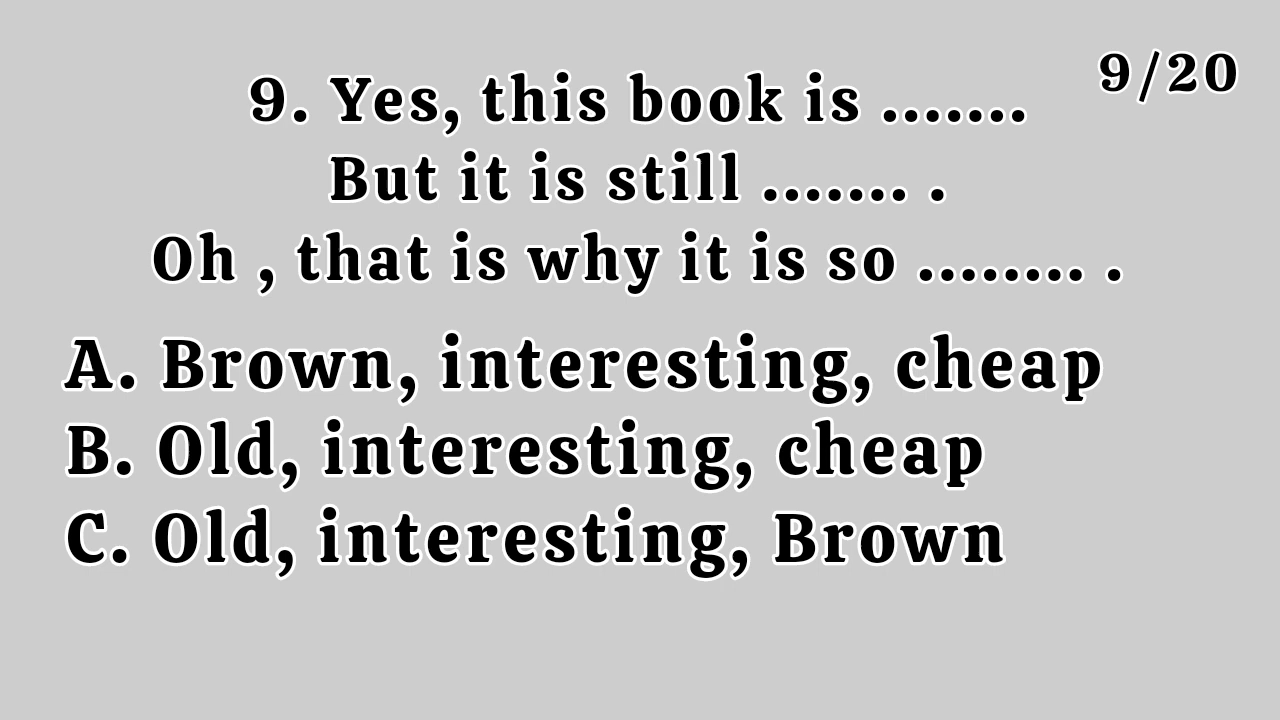 9/20
9. Yes, this book is .......
But it is still ....... .
Oh , that is why it is so ........ .
A. Brown, interesting, cheap
B. Old, interesting, cheap
C. Old, interesting, Brown